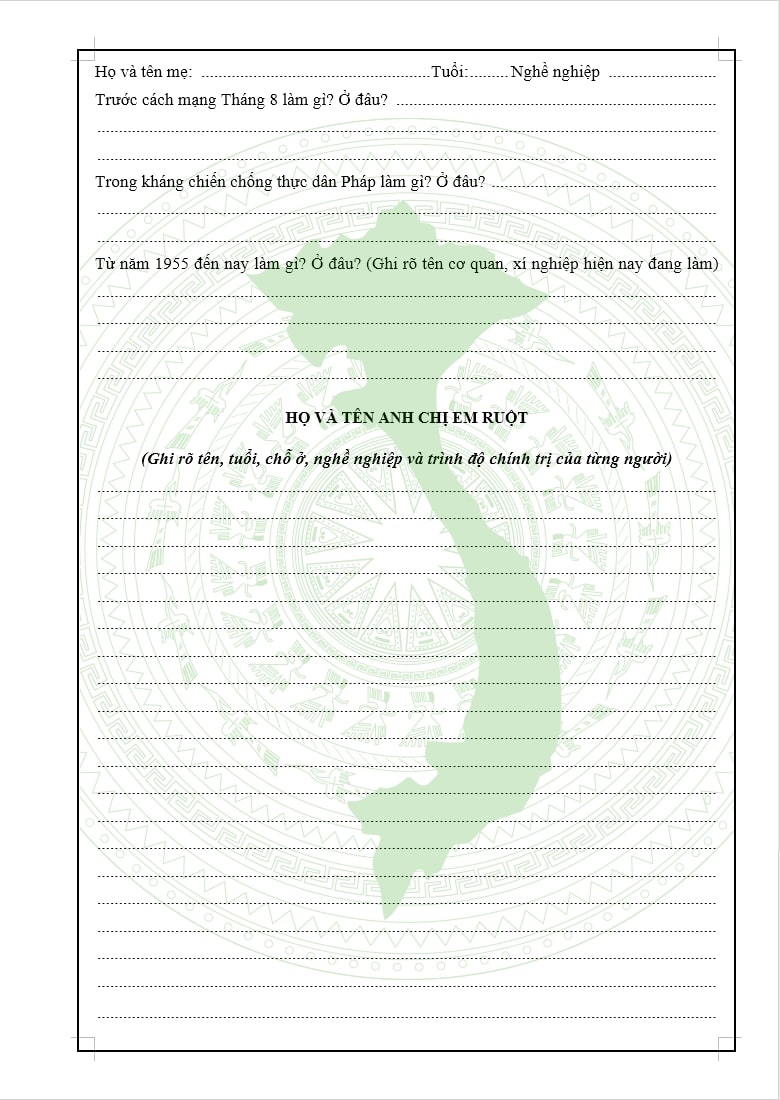 Họ và tên mẹ: ........................................................Tuổi:.........Nghề nghiệp ..........................
Trước cách mạng Tháng 8 làm gì? Ở đâu? ................................................................................
Trong kháng chiến chống thực dân Pháp làm gì? Ở đâu? ........................................................
Từ năm 1955 đến nay làm gì? Ở đâu? (Ghi rõ tên cơ quan, xí nghiệp hiện nay đang làm)
HỌ VÀ TÊN ANH CHỊ EM RUỘT
(Ghi rõ tên, tuổi, chỗ ở, nghề nghiệp và trình độ chính trị của từng người)